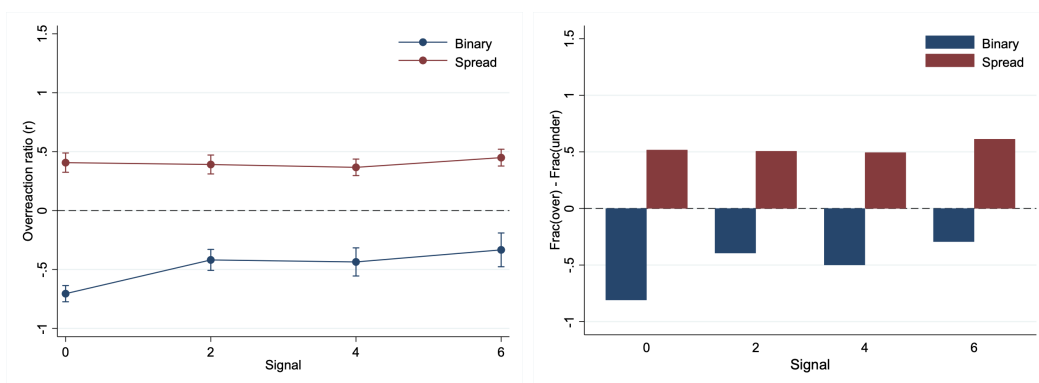 1.5
1
.5
0
-.5
-1
Overreaction ratio (r)
Binary
Spread
0 2 4 6
Signal
1.5
1
.5
0
-.5
-1
Frac(over) - Frac(under)
Binary
Spread
0 2 4 6
Signal